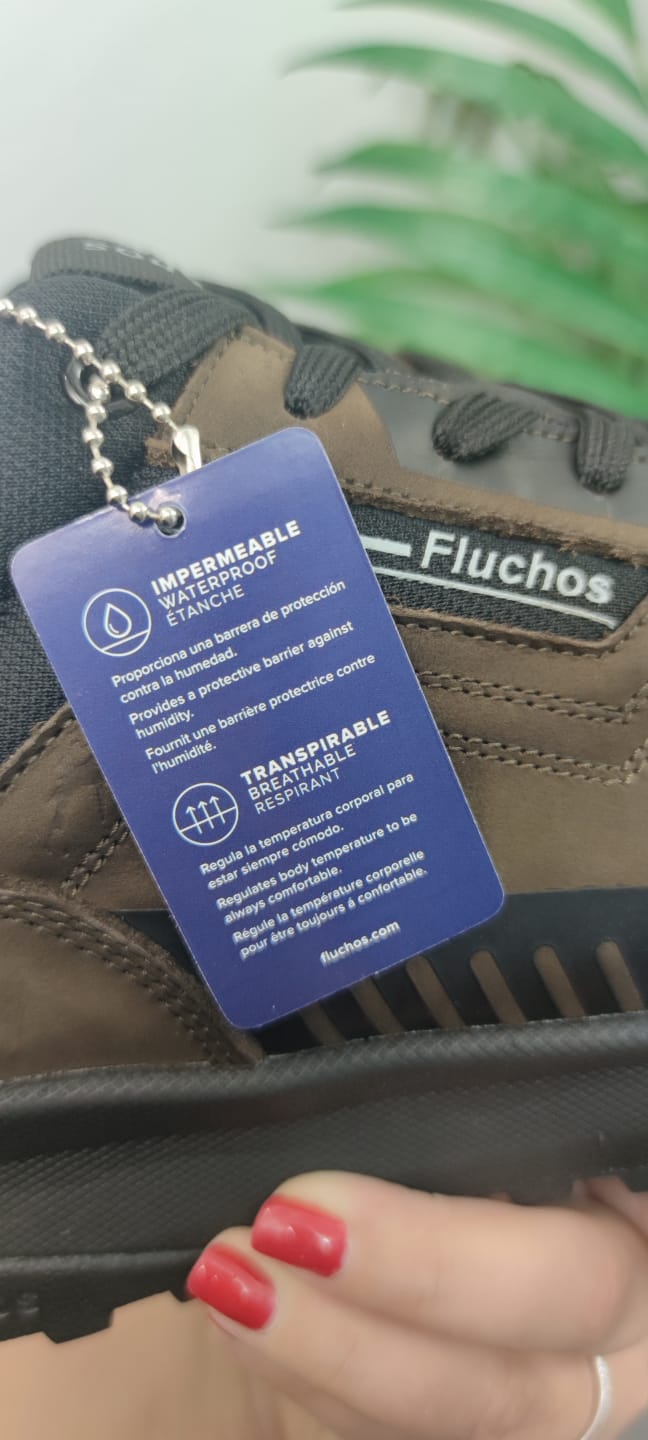 Fluchos
IMPERMEABLE
WATERPROOF
ÉTANCHE
Proporciona una barrera de protección
contra la humedad.
Provides a protective barrier against
humidity.
Fournit une barrière protectrice contre
l'humidité.
TRANSPIRABLE
BREATHABLE
RESPIRANT
Regula la temperatura corporal para
estar siempre cómodo.
Regulates body temperature to be
always comfortable.
Régule la température corporelle
pour être toujours á confortable.
fluchos.com